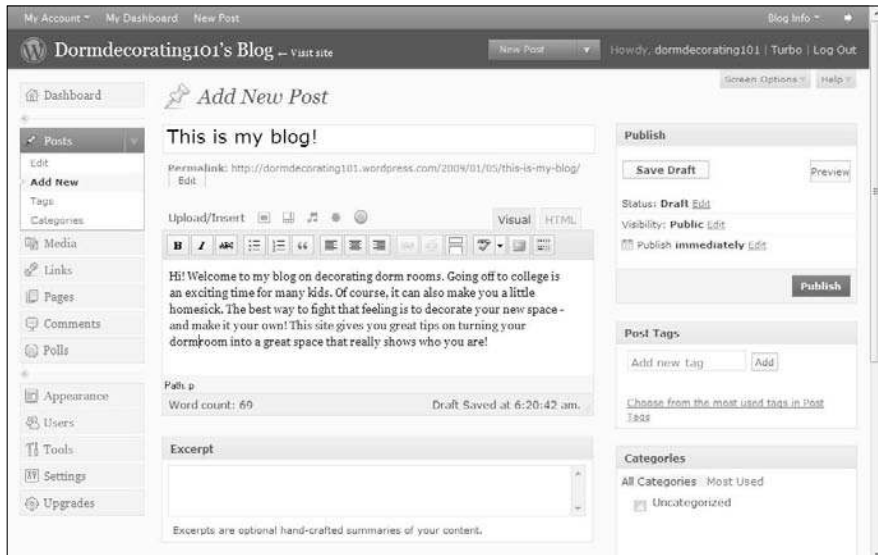 My Account My Dashboard New Post Blog Info
Dormdecorating101's Blog ← Visit site New Post Howdy, dormdecorating101 | Turbo | Log Out
Screen Options Help
Dashboard
Posts
Edit
Add New
Tags
Categories
Media
Links
Pages
Comments
Polls
Appearance
Users
Tools
Settings
Upgrades
Add New Post
This is my blog!
Permalink: http://dormdecorating101.wordpress.com/2009/01/05/this-is-my-blog/
Edit
Upload/Insert Visual HTML
B I ABC
Hi! Welcome to my blog on decorating dorm rooms. Going off to college is
an exciting time for many kids. Of course, it can also make you a little
homesick. The best way to fight that feeling is to decorate your new space -
and make it your own! This site gives you great tips on turning your
dormroom into a great space that really shows who you are!
Path: p
Word count: 69 Draft Saved at 6:20:42 am.
Excerpt
Excerpts are optional hand-crafted summaries of your content.
Publish
Save Draft Preview
Status: Draft Edit
Visibility: Public Edit
Publish immediately Edit
Publish
Post Tags
Add new tag Add
Choose from the most used tags in Post
Tags
Categories
All Categories Most Used
Uncategorized